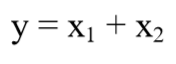 y = x₁ + x₂